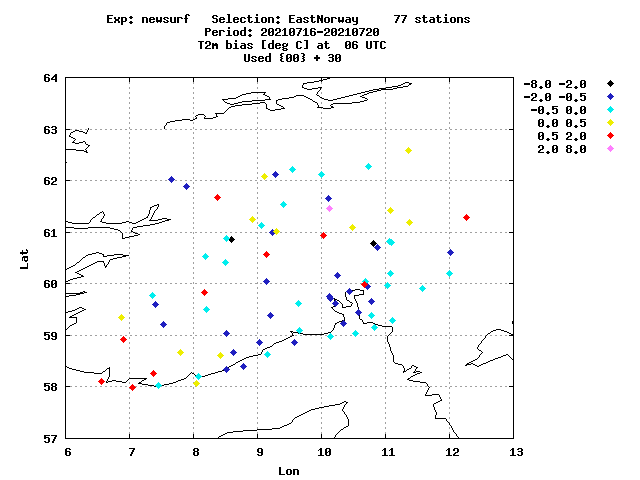 Exp: newsurf Selection: EastNorway 77 stations
Period: 20210716-20210720
T2m bias [deg C] at 06 UTC
Used {00} + 30
-8.0 -2.0
-2.0 -0.5
-0.5 0.0
0.0 0.5
0.5 2.0
2.0 8.0
64
63
62
61
60
59
58
57
Lat
6 7 8 9 10 11 12 13
Lon